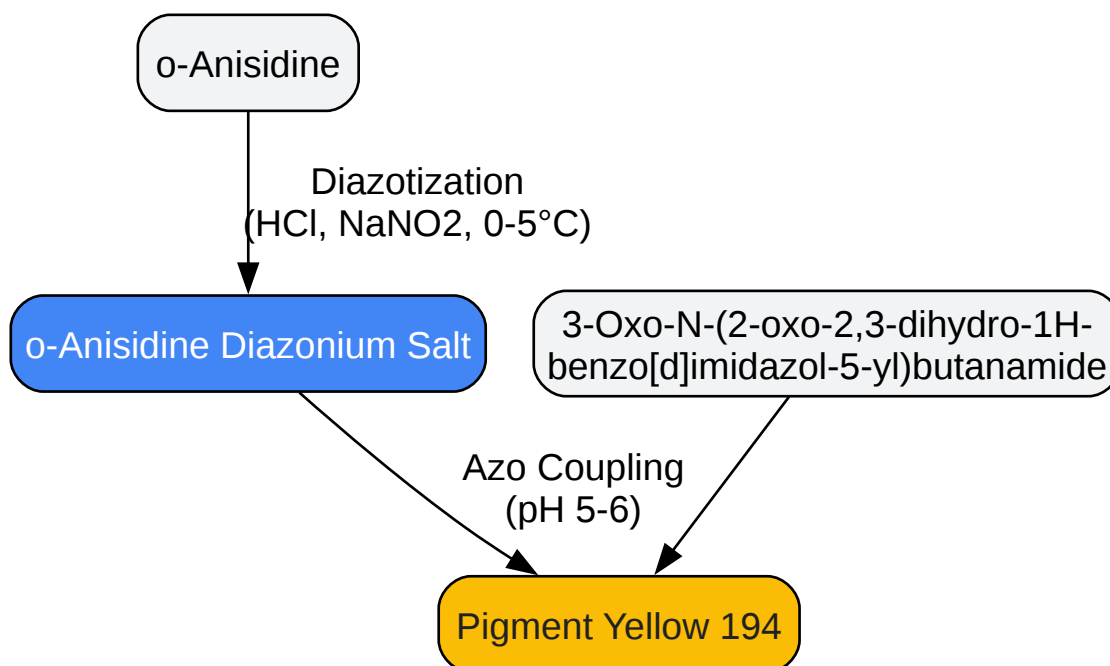 o-Anisidine
Diazotization
(HCl, NaNO2, 0-5°C)
o-Anisidine Diazonium Salt
3-Oxo-N-(2-oxo-2,3-dihydro-1H-
benzo[d]imidazol-5-yl)butanamide
Azo Coupling
(pH 5-6)
Pigment Yellow 194